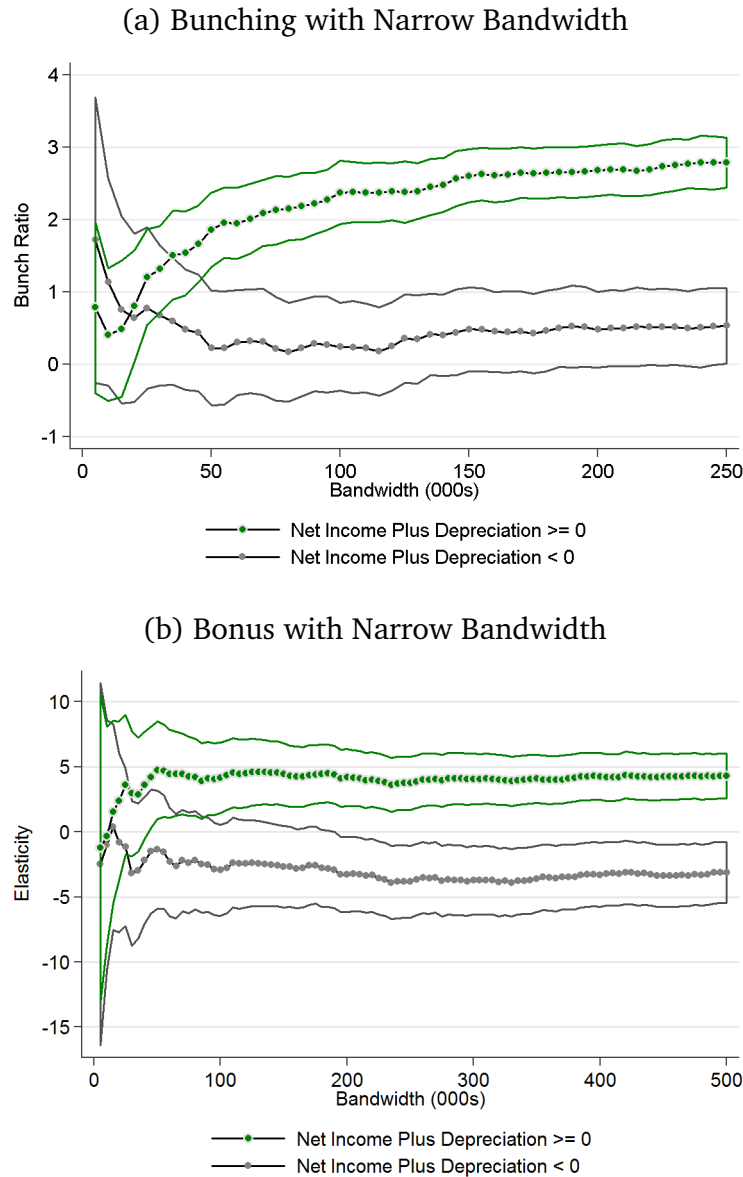 (a) Bunching with Narrow Bandwidth
4
3
2
1
0
-1
Bunch Ratio
0 50 100 150 200 250
Bandwidth (000s)
Net Income Plus Depreciation >= 0
Net Income Plus Depreciation < 0
(b) Bonus with Narrow Bandwidth
10
5
0
-5
-10
-15
Elasticity
0 100 200 300 400 500
Bandwidth (000s)
Net Income Plus Depreciation >= 0
Net Income Plus Depreciation < 0